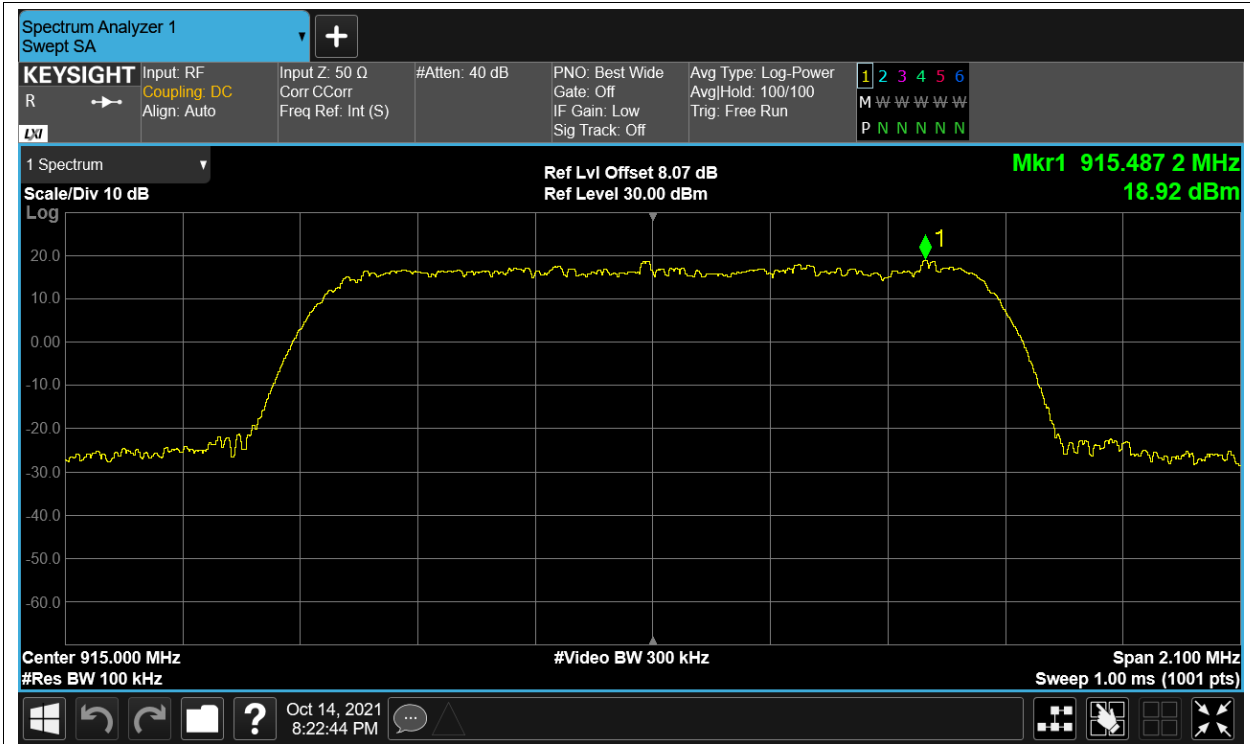 Spectrum Analyzer 1
Swept SA
+
KEYSIGHT
R
LXI
Input: RF
Coupling: DC
Align: Auto
Input Z: 50 Ω
Corr CCorr
Freq Ref: Int (S)
#Atten: 40 dB
PNO: Best Wide
Gate: Off
IF Gain: Low
Sig Track: Off
Avg Type: Log-Power
Avg|Hold: 100/100
Trig: Free Run
1 2 3 4 5 6
M W W W W W
P N N N N N
1 Spectrum
Scale/Div 10 dB
Log
Ref Lvl Offset 8.07 dB
Ref Level 30.00 dBm
Mkr1 915.487 2 MHz
18.92 dBm
1
20.0
10.0
0.00
-10.0
-20.0
-30.0
-40.0
-50.0
-60.0
Center 915.000 MHz
#Res BW 100 kHz
#Video BW 300 kHz
Span 2.100 MHz
Sweep 1.00 ms (1001 pts)
?
Oct 14, 2021
8:22:44 PM